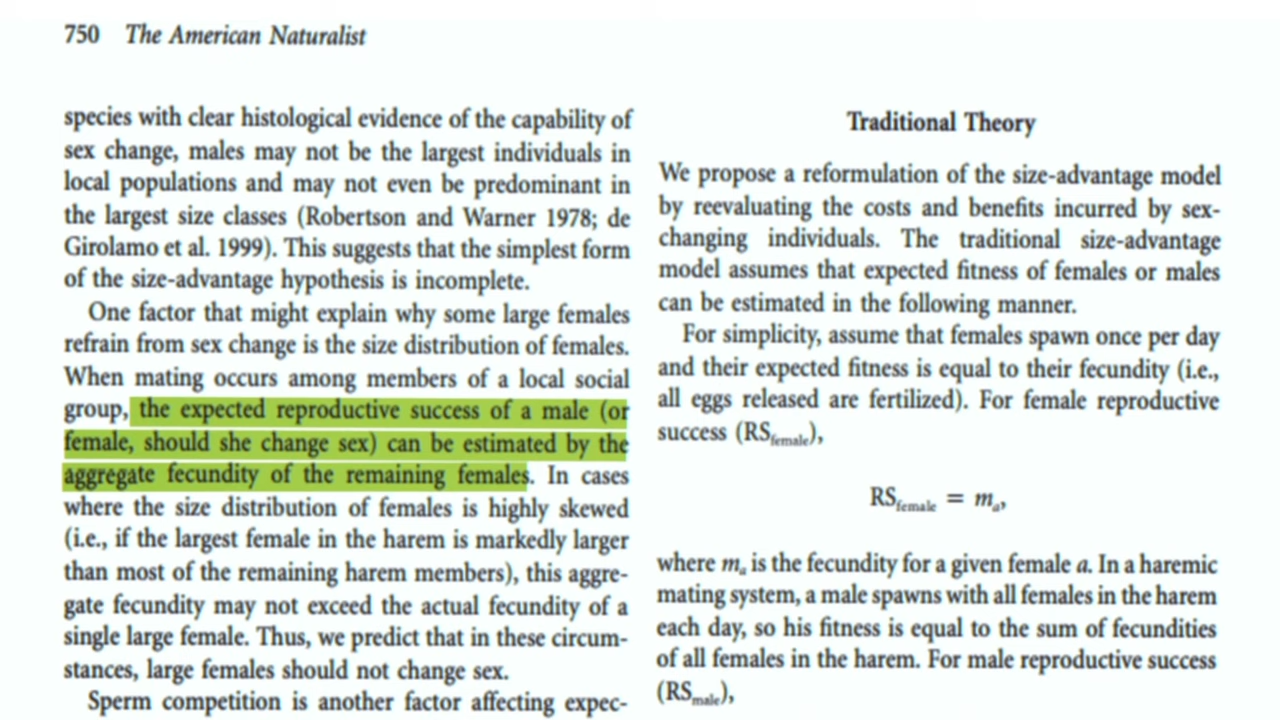 750 The American Naturalist
species with clear histological evidence of the capability of
sex change, males may not be the largest individuals in
local populations and may not even be predominant in
the largest size classes (Robertson and Warner 1978; de
Girolamo et al. 1999). This suggests that the simplest form
of the size-advantage hypothesis is incomplete.
One factor that might explain why some large females
refrain from sex change is the size distribution of females.
When mating occurs among members of a local social
group, the expected reproductive success of a male (or
female, should she change sex) can be estimated by the
aggregate fecundity of the remaining females. In cases
where the size distribution of females is highly skewed
(i.e., if the largest female in the harem is markedly larger
than most of the remaining harem members), this aggre-
gate fecundity may not exceed the actual fecundity of a
single large female. Thus, we predict that in these circum-
stances, large females should not change sex.
Sperm competition is another factor affecting expec-
Traditional Theory
We propose a reformulation of the size-advantage model
by reevaluating the costs and benefits incurred by sex-
changing individuals. The traditional size-advantage
model assumes that expected fitness of females or males
can be estimated in the following manner.
For simplicity, assume that females spawn once per day
and their expected fitness is equal to their fecundity (i.e.,
all eggs released are fertilized). For female reproductive
success (RSfemale),
RSfemale = ma,
where ma is the fecundity for a given female a. In a haremic
mating system, a male spawns with all females in the harem
each day, so his fitness is equal to the sum of fecundities
of all females in the harem. For male reproductive success
(RSmale),